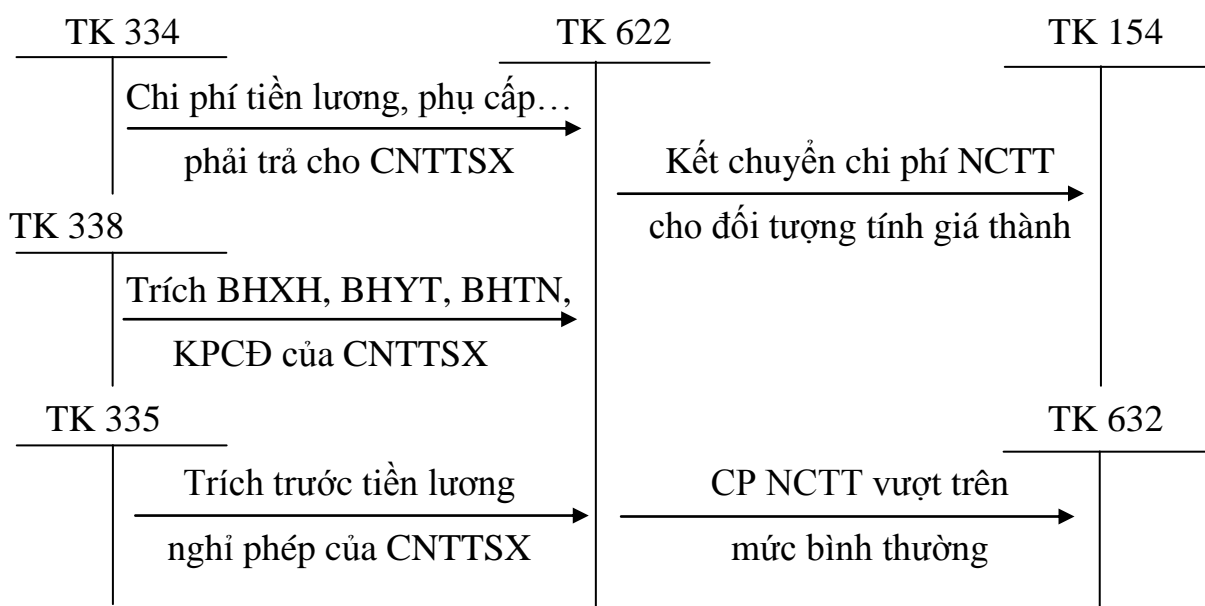 TK 334
TK 622
TK 154
Chi phí tiền lương, phụ cấp…
phải trả cho CNTTSX
Kết chuyển chi phí NCTT
cho đối tượng tính giá thành
TK 338
Trích BHXH, BHYT, BHTN,
KPCĐ của CNTTSX
TK 335
TK 632
Trích trước tiền lương
nghỉ phép của CNTTSX
CP NCTT vượt trên
mức bình thường